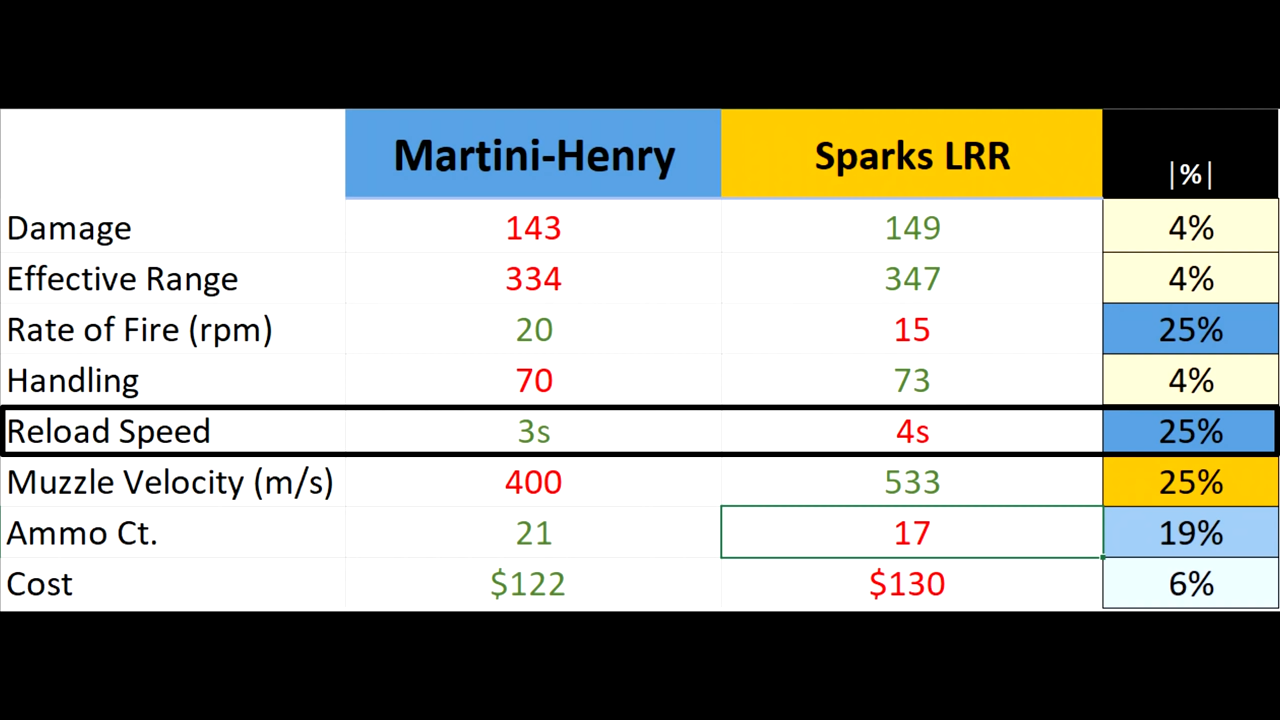 Martini-Henry Sparks LRR |%|
Damage 143 149 4%
Effective Range 334 347 4%
Rate of Fire (rpm) 20 15 25%
Handling 70 73 4%
Reload Speed 3s 4s 25%
Muzzle Velocity (m/s) 400 533 25%
Ammo Ct. 21 17 19%
Cost $122 $130 6%